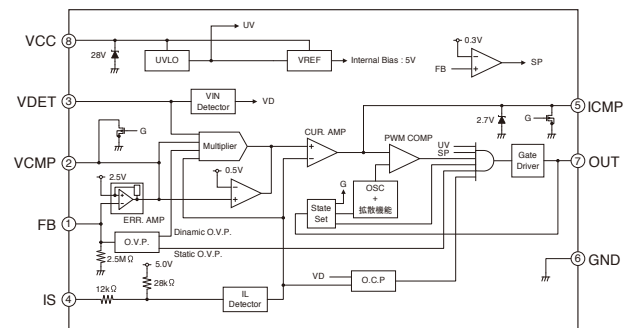 UV
VCC
8
28V
UVLO
VREF
Internal Bias : 5V
0.3V
FB
SP
VDET
3
VIN
Detector
VD
5
ICMP
G
CUR. AMP
2.7V
G
Multiplier
PWM COMP
VCMP
2
UV
SP
Gate
Driver
7
OUT
2.5V
0.5V
OSC
+
拡散機能
G
State
Set
ERR. AMP
FB
1
O.V.P.
Dinamic O.V.P.
Static O.V.P.
2.5MΩ
5.0V
6
GND
28kΩ
VD
O.C.P
IS
4
12kΩ
IL
Detector